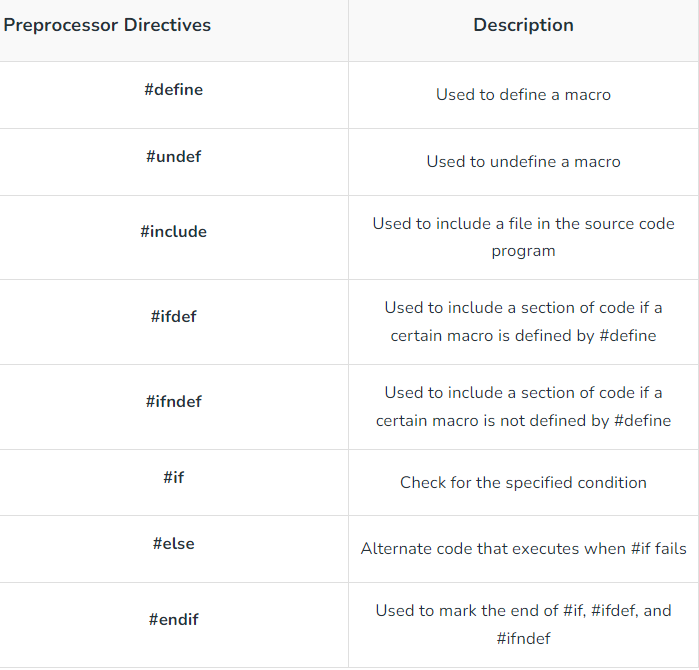 Preprocessor Directives
Description
#define
Used to define a macro
#undef
Used to undefine a macro
#include
Used to include a file in the source code
program
#ifdef
Used to include a section of code if a
certain macro is defined by #define
#ifndef
Used to include a section of code if a
certain macro is not defined by #define
#if
Check for the specified condition
#else
Alternate code that executes when #if fails
#endif
Used to mark the end of #if, #ifdef, and
#ifndef